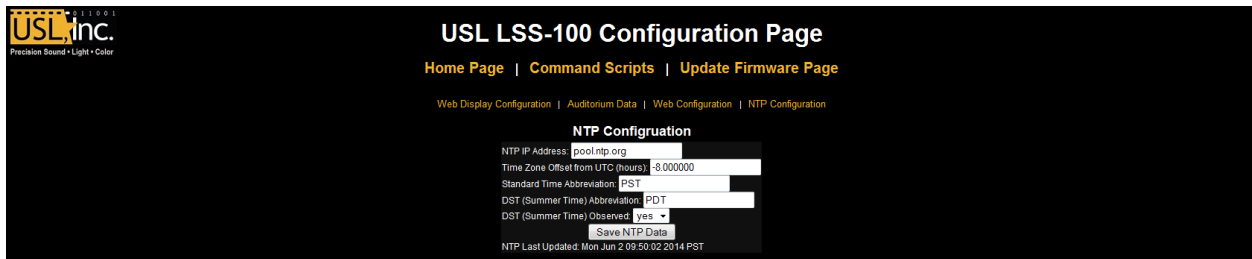 011001
USL, Inc.
Precision Sound • Light • Color
USL LSS-100 Configuration Page
Home Page | Command Scripts | Update Firmware Page
Web Display Configuration | Auditorium Data | Web Configuration | NTP Configuration
NTP Configruation
NTP IP Address: pool.ntp.org
Time Zone Offset from UTC (hours): -8.000000
Standard Time Abbreviation: PST
DST (Summer Time) Abbreviation: PDT
DST (Summer Time) Observed: yes
Save NTP Data
NTP Last Updated: Mon Jun 2 09:50:02 2014 PST